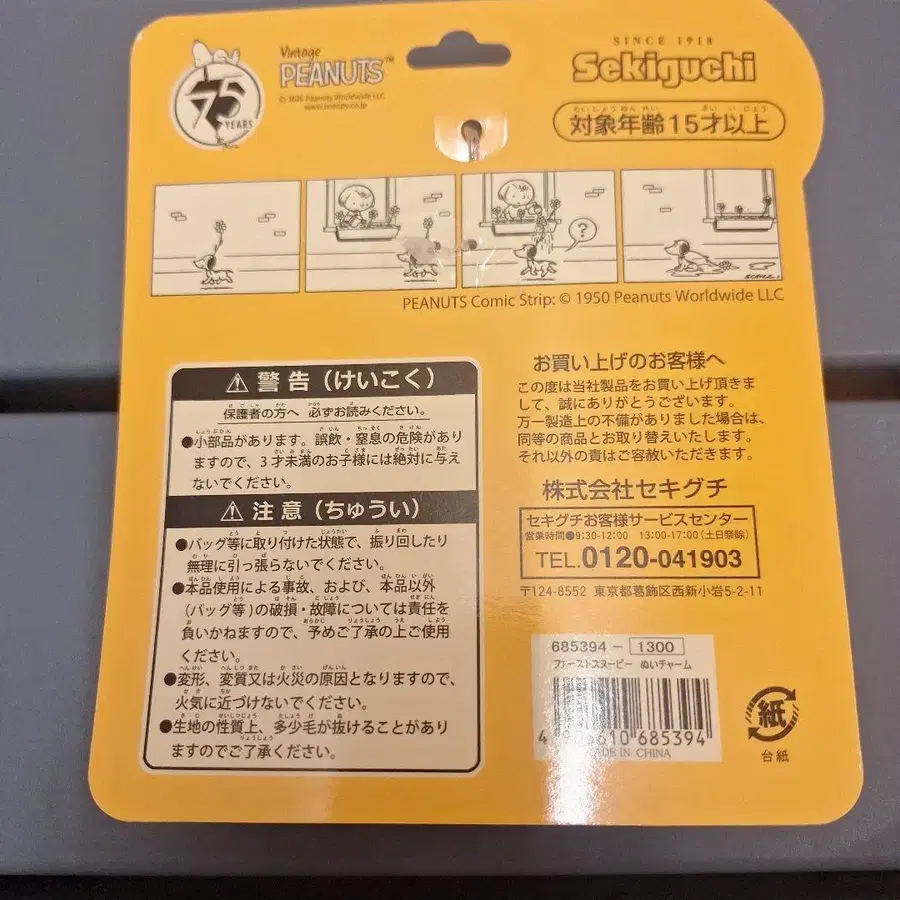 75
YEARS
Vintage
PEANUTS™
© 2025 Peanuts Worldwide LLC
www.snoopy.co.jp
SINCE 1918
Sekiguchi
対象年齢15才以上
?
SCHULZ
PEANUTS Comic Strip: © 1950 Peanuts Worldwide LLC
⚠ 警告（けいこく）
保護者の方へ 必ずお読みください。
●小部品があります。誤飲・窒息の危険があり
ますので、3才未満のお子様には絶対に与え
ないでください。
⚠ 注意（ちゅうい）
●バッグ等に取り付けた状態で、振り回したり
無理に引っ張らないでください。
●本品使用による事故、および、本品以外
（バッグ等）の破損・故障については責任を
負いかねますので、予めご了承の上ご使用
ください。
●変形、変質又は火災の原因となりますので、
火気に近づけないでください。
●生地の性質上、多少毛が抜けることがあり
ますのでご了承ください。
お買い上げのお客様へ
この度は当社製品をお買い上げ頂きま
して、誠にありがとうございます。
万一製造上の不備がありました場合は、
同等の商品とお取り替えいたします。
それ以外の責はご容赦いただきます。
株式会社セキグチ
セキグチお客様サービスセンター
営業時間●9:30-12:00 13:00-17:00（土日祭除）
TEL.0120-041903
〒124-8552 東京都葛飾区西新小岩5-2-11
685394- 1300
ファーストスヌーピー ぬいチャーム
685394
MADE IN CHINA
紙
台紙